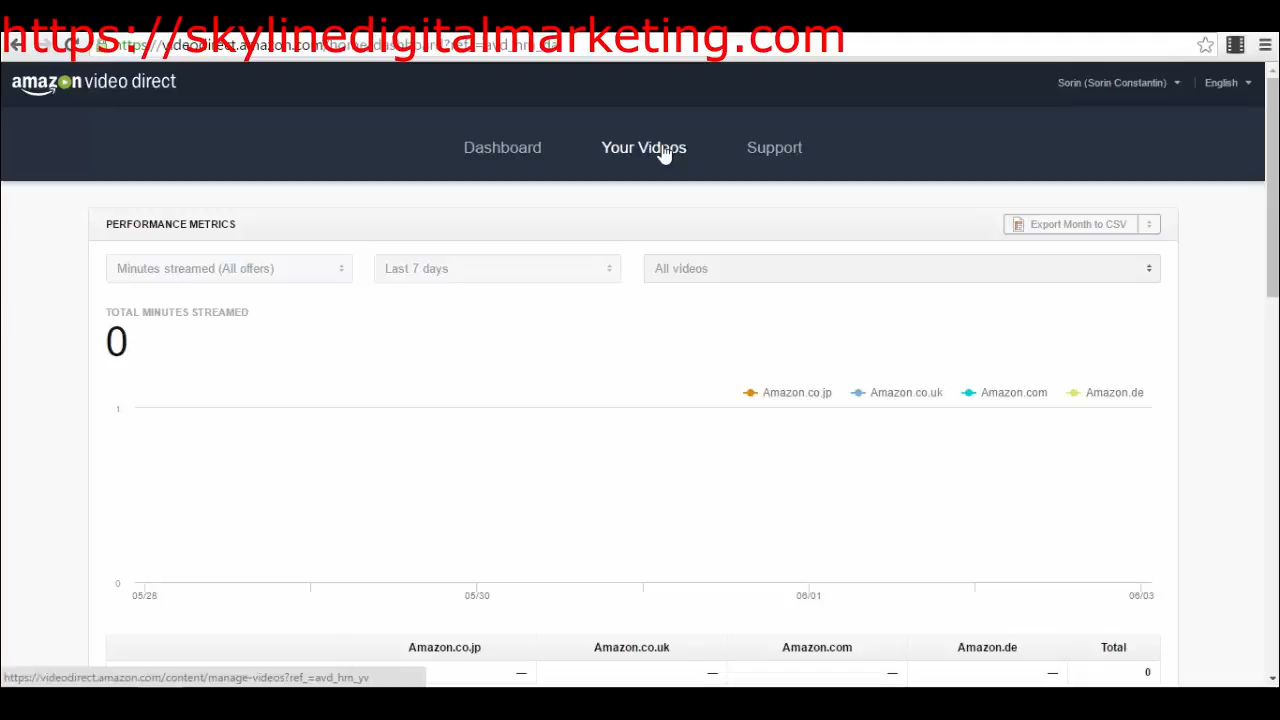 https://skylinedigitalmarketing.com
amazon video direct
Sorin (Sorin Constantin)
English
Dashboard
Your Videos
Support
PERFORMANCE METRICS
Export Month to CSV
Minutes streamed (All offers)
Last 7 days
All videos
TOTAL MINUTES STREAMED
0
Amazon.co.jp
Amazon.co.uk
Amazon.com
Amazon.de
1
0
05/28
05/30
06/01
06/03
Amazon.co.jp
Amazon.co.uk
Amazon.com
Amazon.de
Total
—
—
—
—
0
https://videodirect.amazon.com/content/manage-videos?ref_=avd_hm_yv